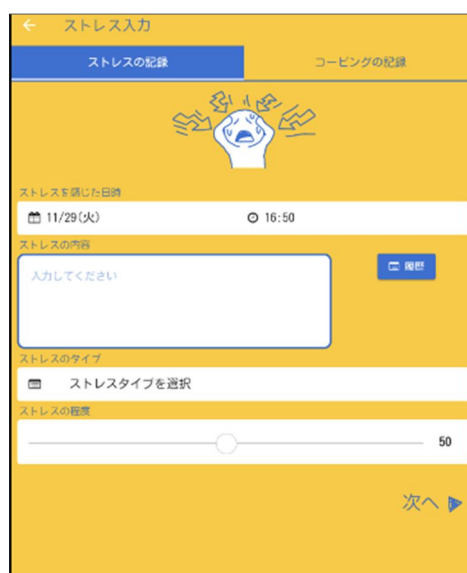 ストレス入力
ストレスの記録
コーピングの記録
ストレスを感じた日時
11/29(火)
16:50
ストレスの内容
入力してください
履歴
ストレスのタイプ
ストレスタイプを選択
ストレスの程度
50
次へ